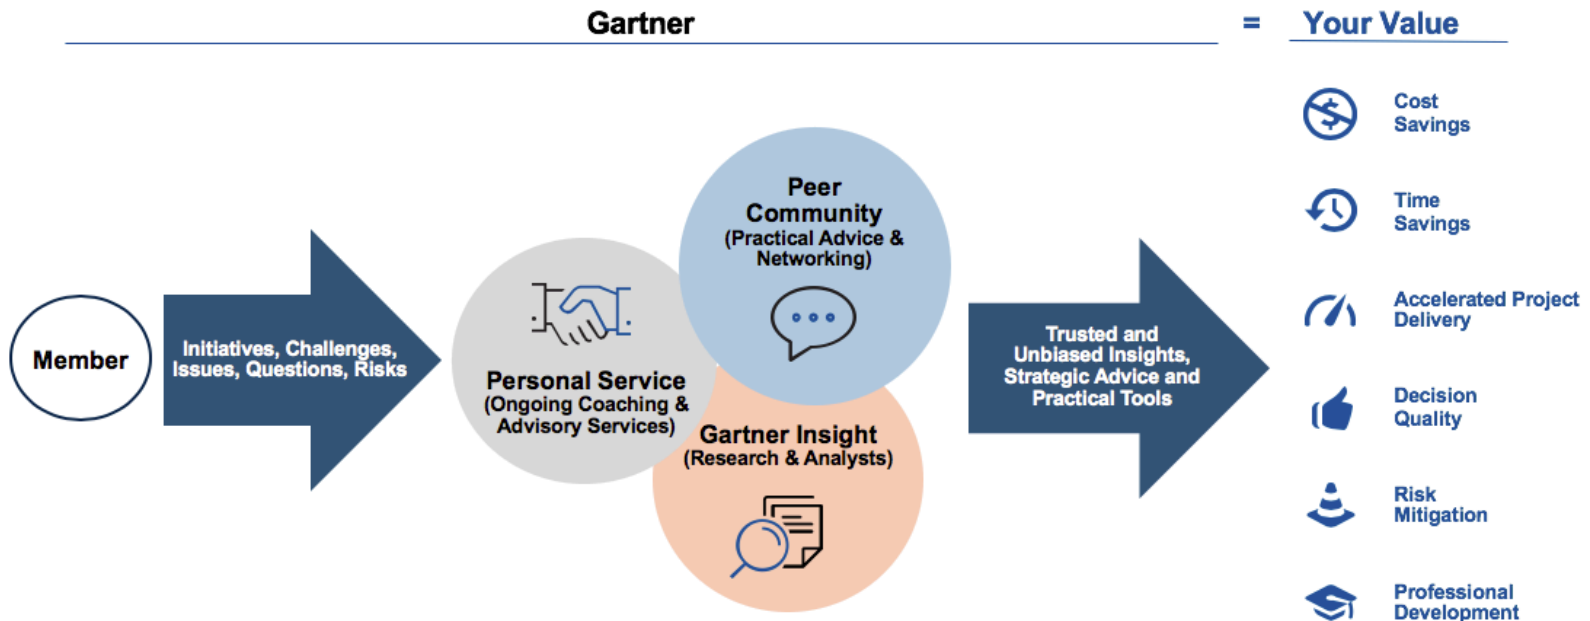 Gartner
= Your Value
Member
Initiatives, Challenges,
Issues, Questions, Risks
Personal Service
(Ongoing Coaching &
Advisory Services)
Peer
Community
(Practical Advice &
Networking)
Gartner Insight
(Research & Analysts)
Trusted and
Unbiased Insights,
Strategic Advice and
Practical Tools
Cost
Savings
Time
Savings
Accelerated Project
Delivery
Decision
Quality
Risk
Mitigation
Professional
Development